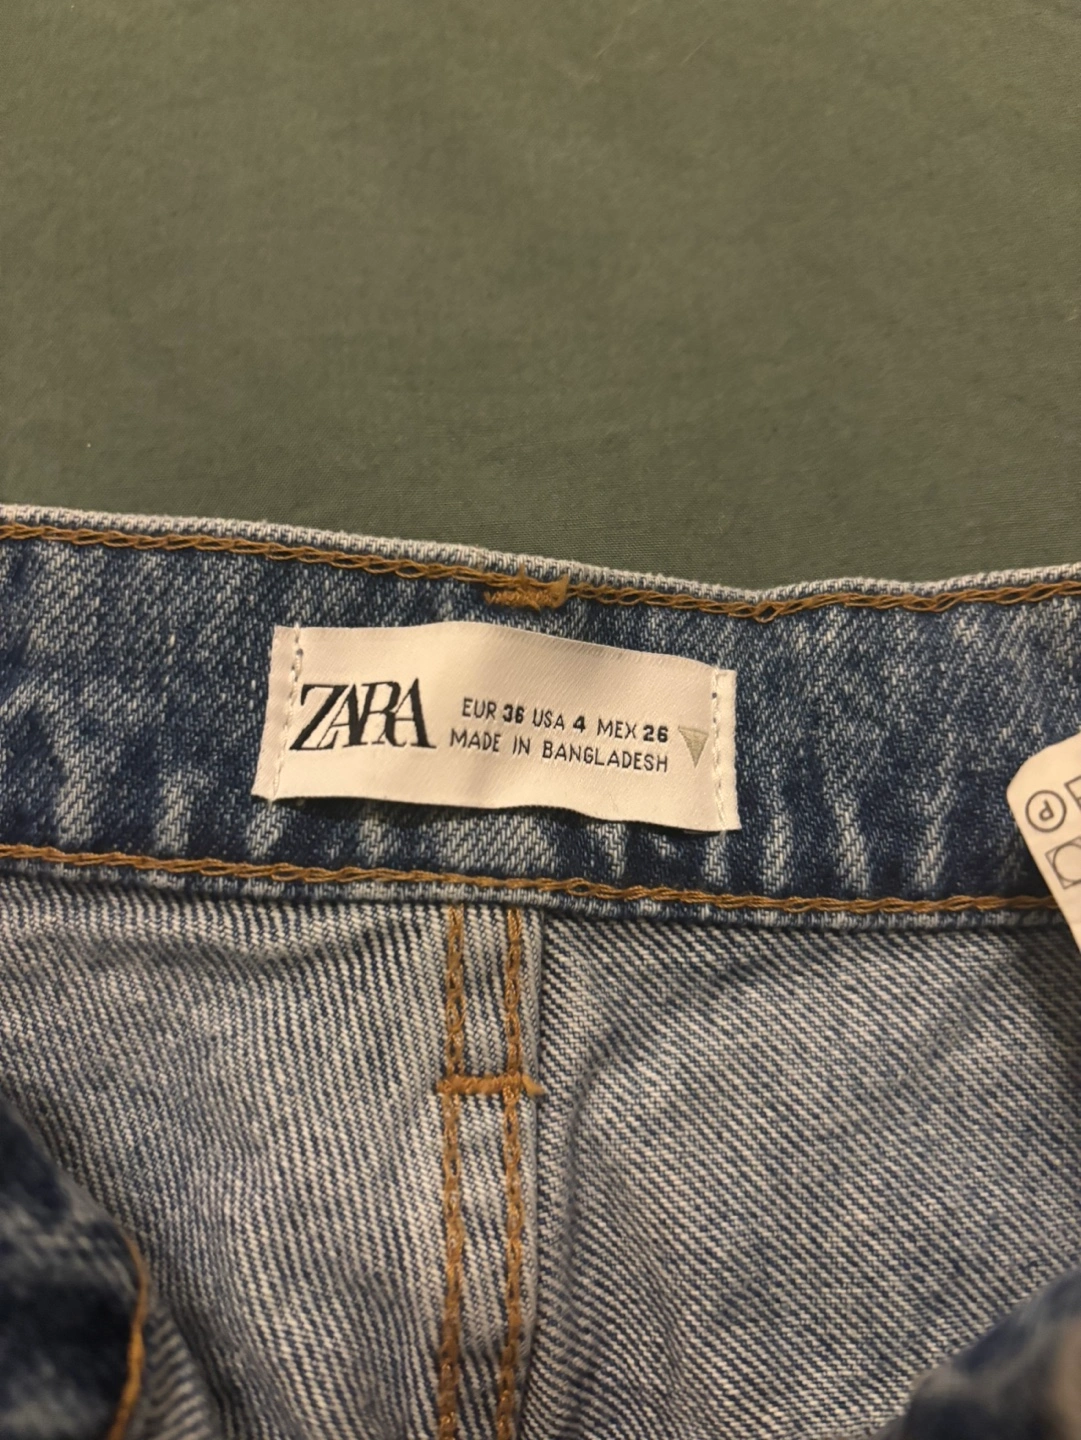 ZARA
EUR 36 USA 4 MEX 26
MADE IN BANGLADESH
P